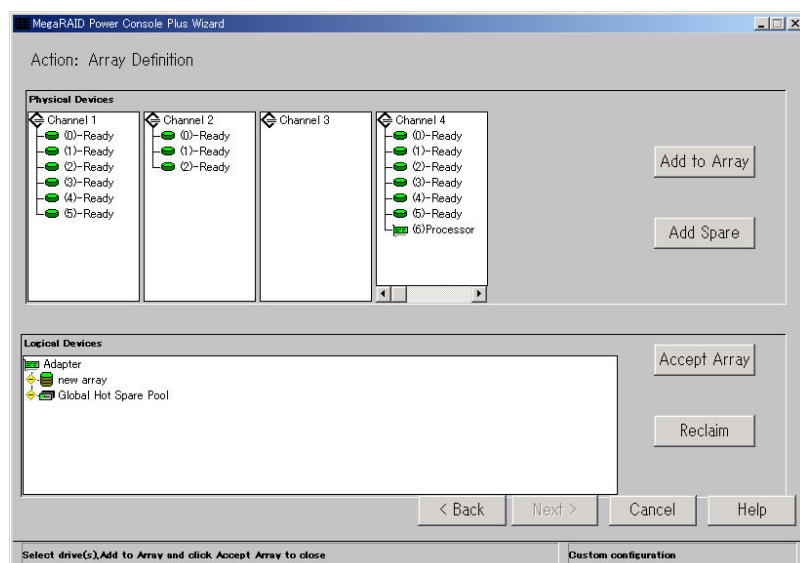 MegaRAID Power Console Plus Wizard
Action: Array Definition
Physical Devices
Channel 1
(0)-Ready
(1)-Ready
(2)-Ready
(3)-Ready
(4)-Ready
(5)-Ready
Channel 2
(0)-Ready
(1)-Ready
(2)-Ready
Channel 3
Channel 4
(0)-Ready
(1)-Ready
(2)-Ready
(3)-Ready
(4)-Ready
(5)-Ready
(6)Processor
Add to Array
Add Spare
Logical Devices
Adapter
new array
Global Hot Spare Pool
Accept Array
Reclaim
< Back
Next >
Cancel
Help
Select drive(s),Add to Array and click Accept Array to close
Custom configuration